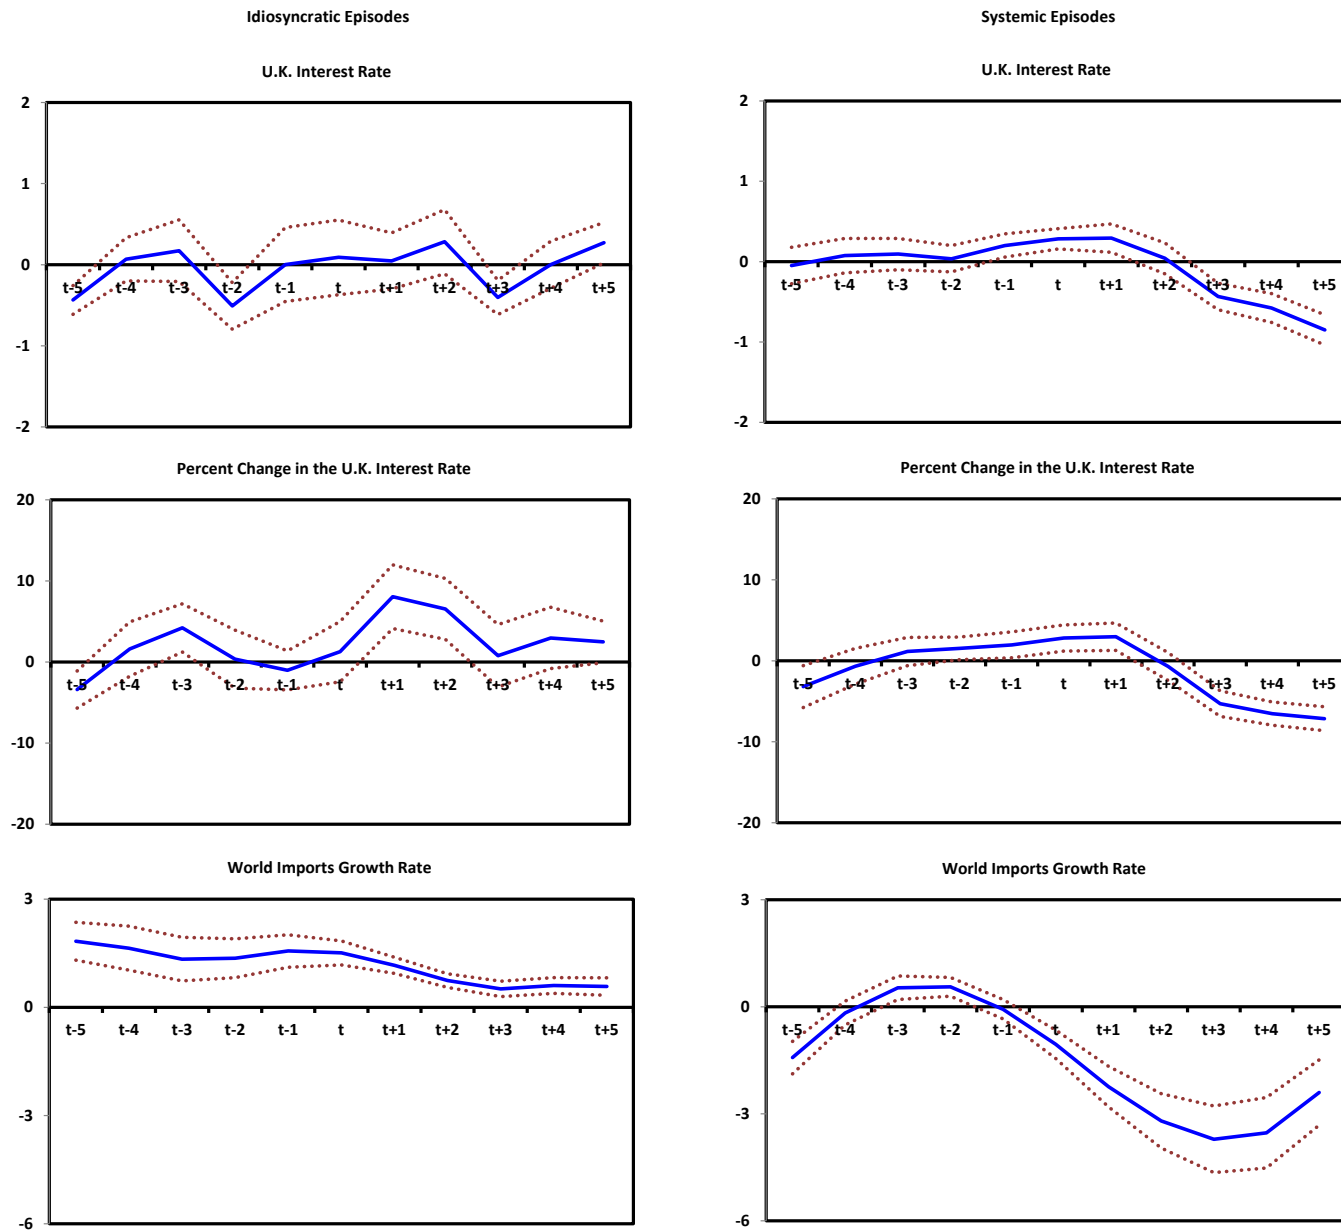 Idiosyncratic Episodes
Systemic Episodes
U.K. Interest Rate
2
1
0
-1
-2
t-5 t-4 t-3 t-2 t-1 t t+1 t+2 t+3 t+4 t+5
U.K. Interest Rate
2
1
0
-1
-2
t-5 t-4 t-3 t-2 t-1 t t+1 t+2 t+3 t+4 t+5
Percent Change in the U.K. Interest Rate
20
10
0
-10
-20
t-5 t-4 t-3 t-2 t-1 t t+1 t+2 t+3 t+4 t+5
Percent Change in the U.K. Interest Rate
20
10
0
-10
-20
t-5 t-4 t-3 t-2 t-1 t t+1 t+2 t+3 t+4 t+5
World Imports Growth Rate
3
0
-3
-6
t-5 t-4 t-3 t-2 t-1 t t+1 t+2 t+3 t+4 t+5
World Imports Growth Rate
3
0
-3
-6
t-5 t-4 t-3 t-2 t-1 t t+1 t+2 t+3 t+4 t+5